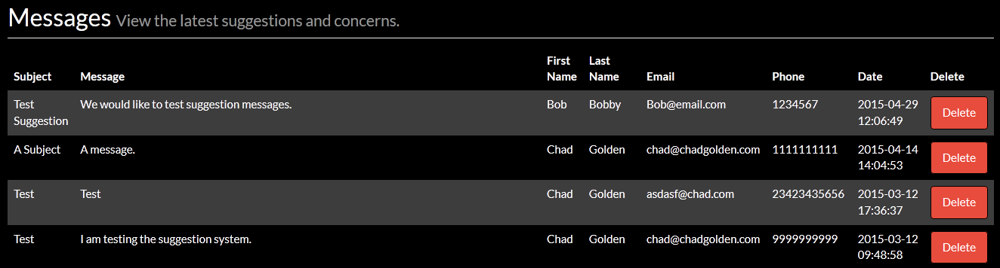 Messages View the latest suggestions and concerns.
First Last
Subject Message Name Name Email Phone Date Delete
Test We would like to test suggestion messages. Bob Bobby Bob@email.com 1234567 2015-04-29 Delete
Suggestion 12:06:49
A Subject A message. Chad Golden chad@chadgolden.com 1111111111 2015-04-14 Delete
14:04:53
Test Test Chad Golden asdasf@chad.com 23423435656 2015-03-12 Delete
17:36:37
Test I am testing the suggestion system. Chad Golden chad@chadgolden.com 9999999999 2015-03-12 Delete
09:48:58